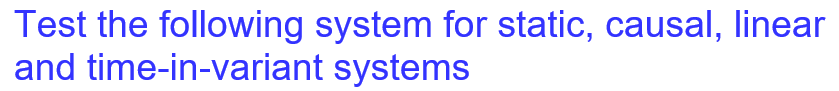 Test the following system for static, causal, linear
and time-in-variant systems